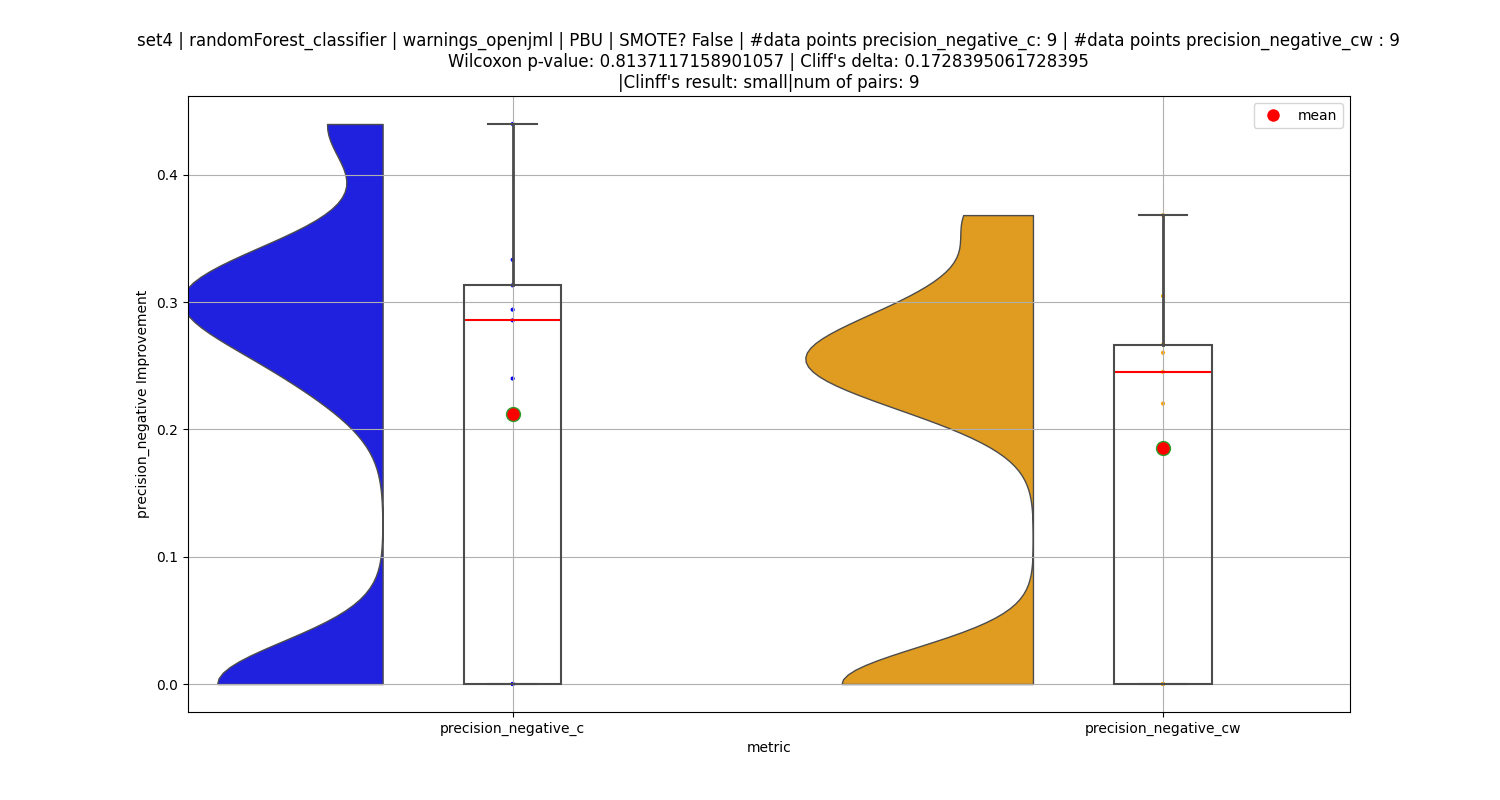 set4 | randomForest_classifier | warnings_openjml | PBU | SMOTE? False | #data points precision_negative_c: 9 | #data points precision_negative_cw : 9
Wilcoxon p-value: 0.8137117158901057 | Cliff's delta: 0.1728395061728395
|Clinff's result: small|num of pairs: 9
mean
precision_negative Improvement
0.4
0.3
0.2
0.1
0.0
precision_negative_c
precision_negative_cw
metric